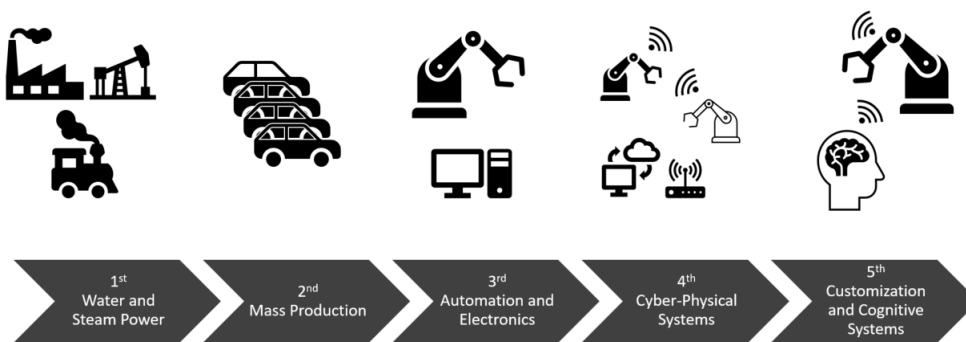 1st
Water and
Steam Power
2nd
Mass Production
3rd
Automation and
Electronics
4th
Cyber-Physical
Systems
5th
Customization
and Cognitive
Systems